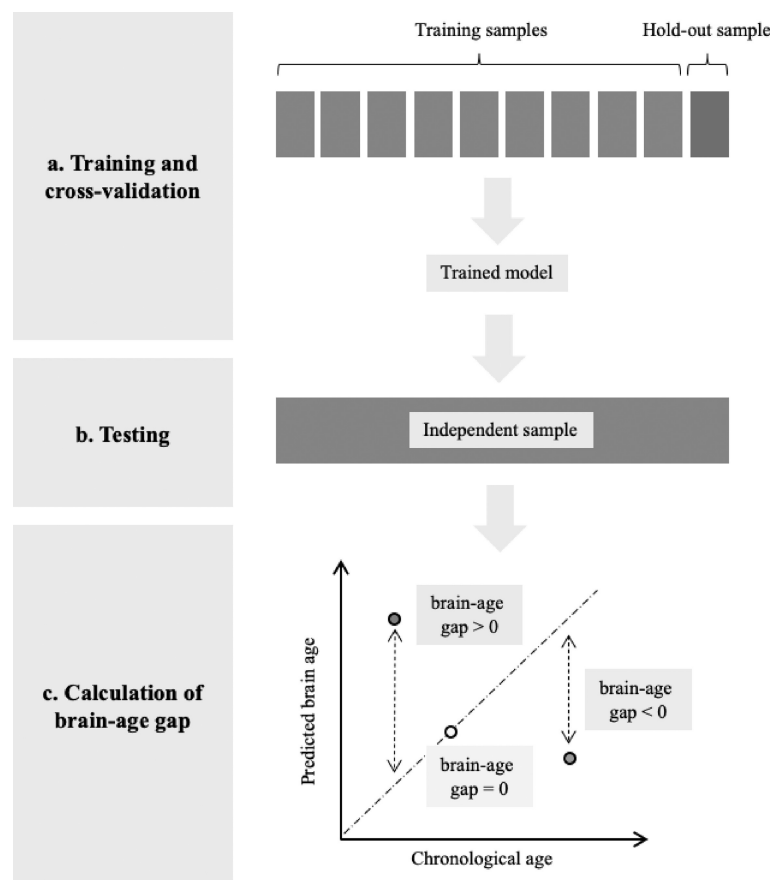 Training samples
Hold-out sample
a. Training and
cross-validation
Trained model
b. Testing
Independent sample
c. Calculation of
brain-age gap
Predicted brain age
brain-age
gap > 0
brain-age
gap < 0
brain-age
gap = 0
Chronological age